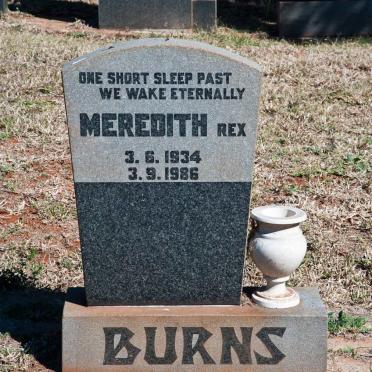 ONE SHORT SLEEP PAST
WE WAKE ETERNALLY
MEREDITH REX
3. 6. 1934
3. 9. 1986
BURNS